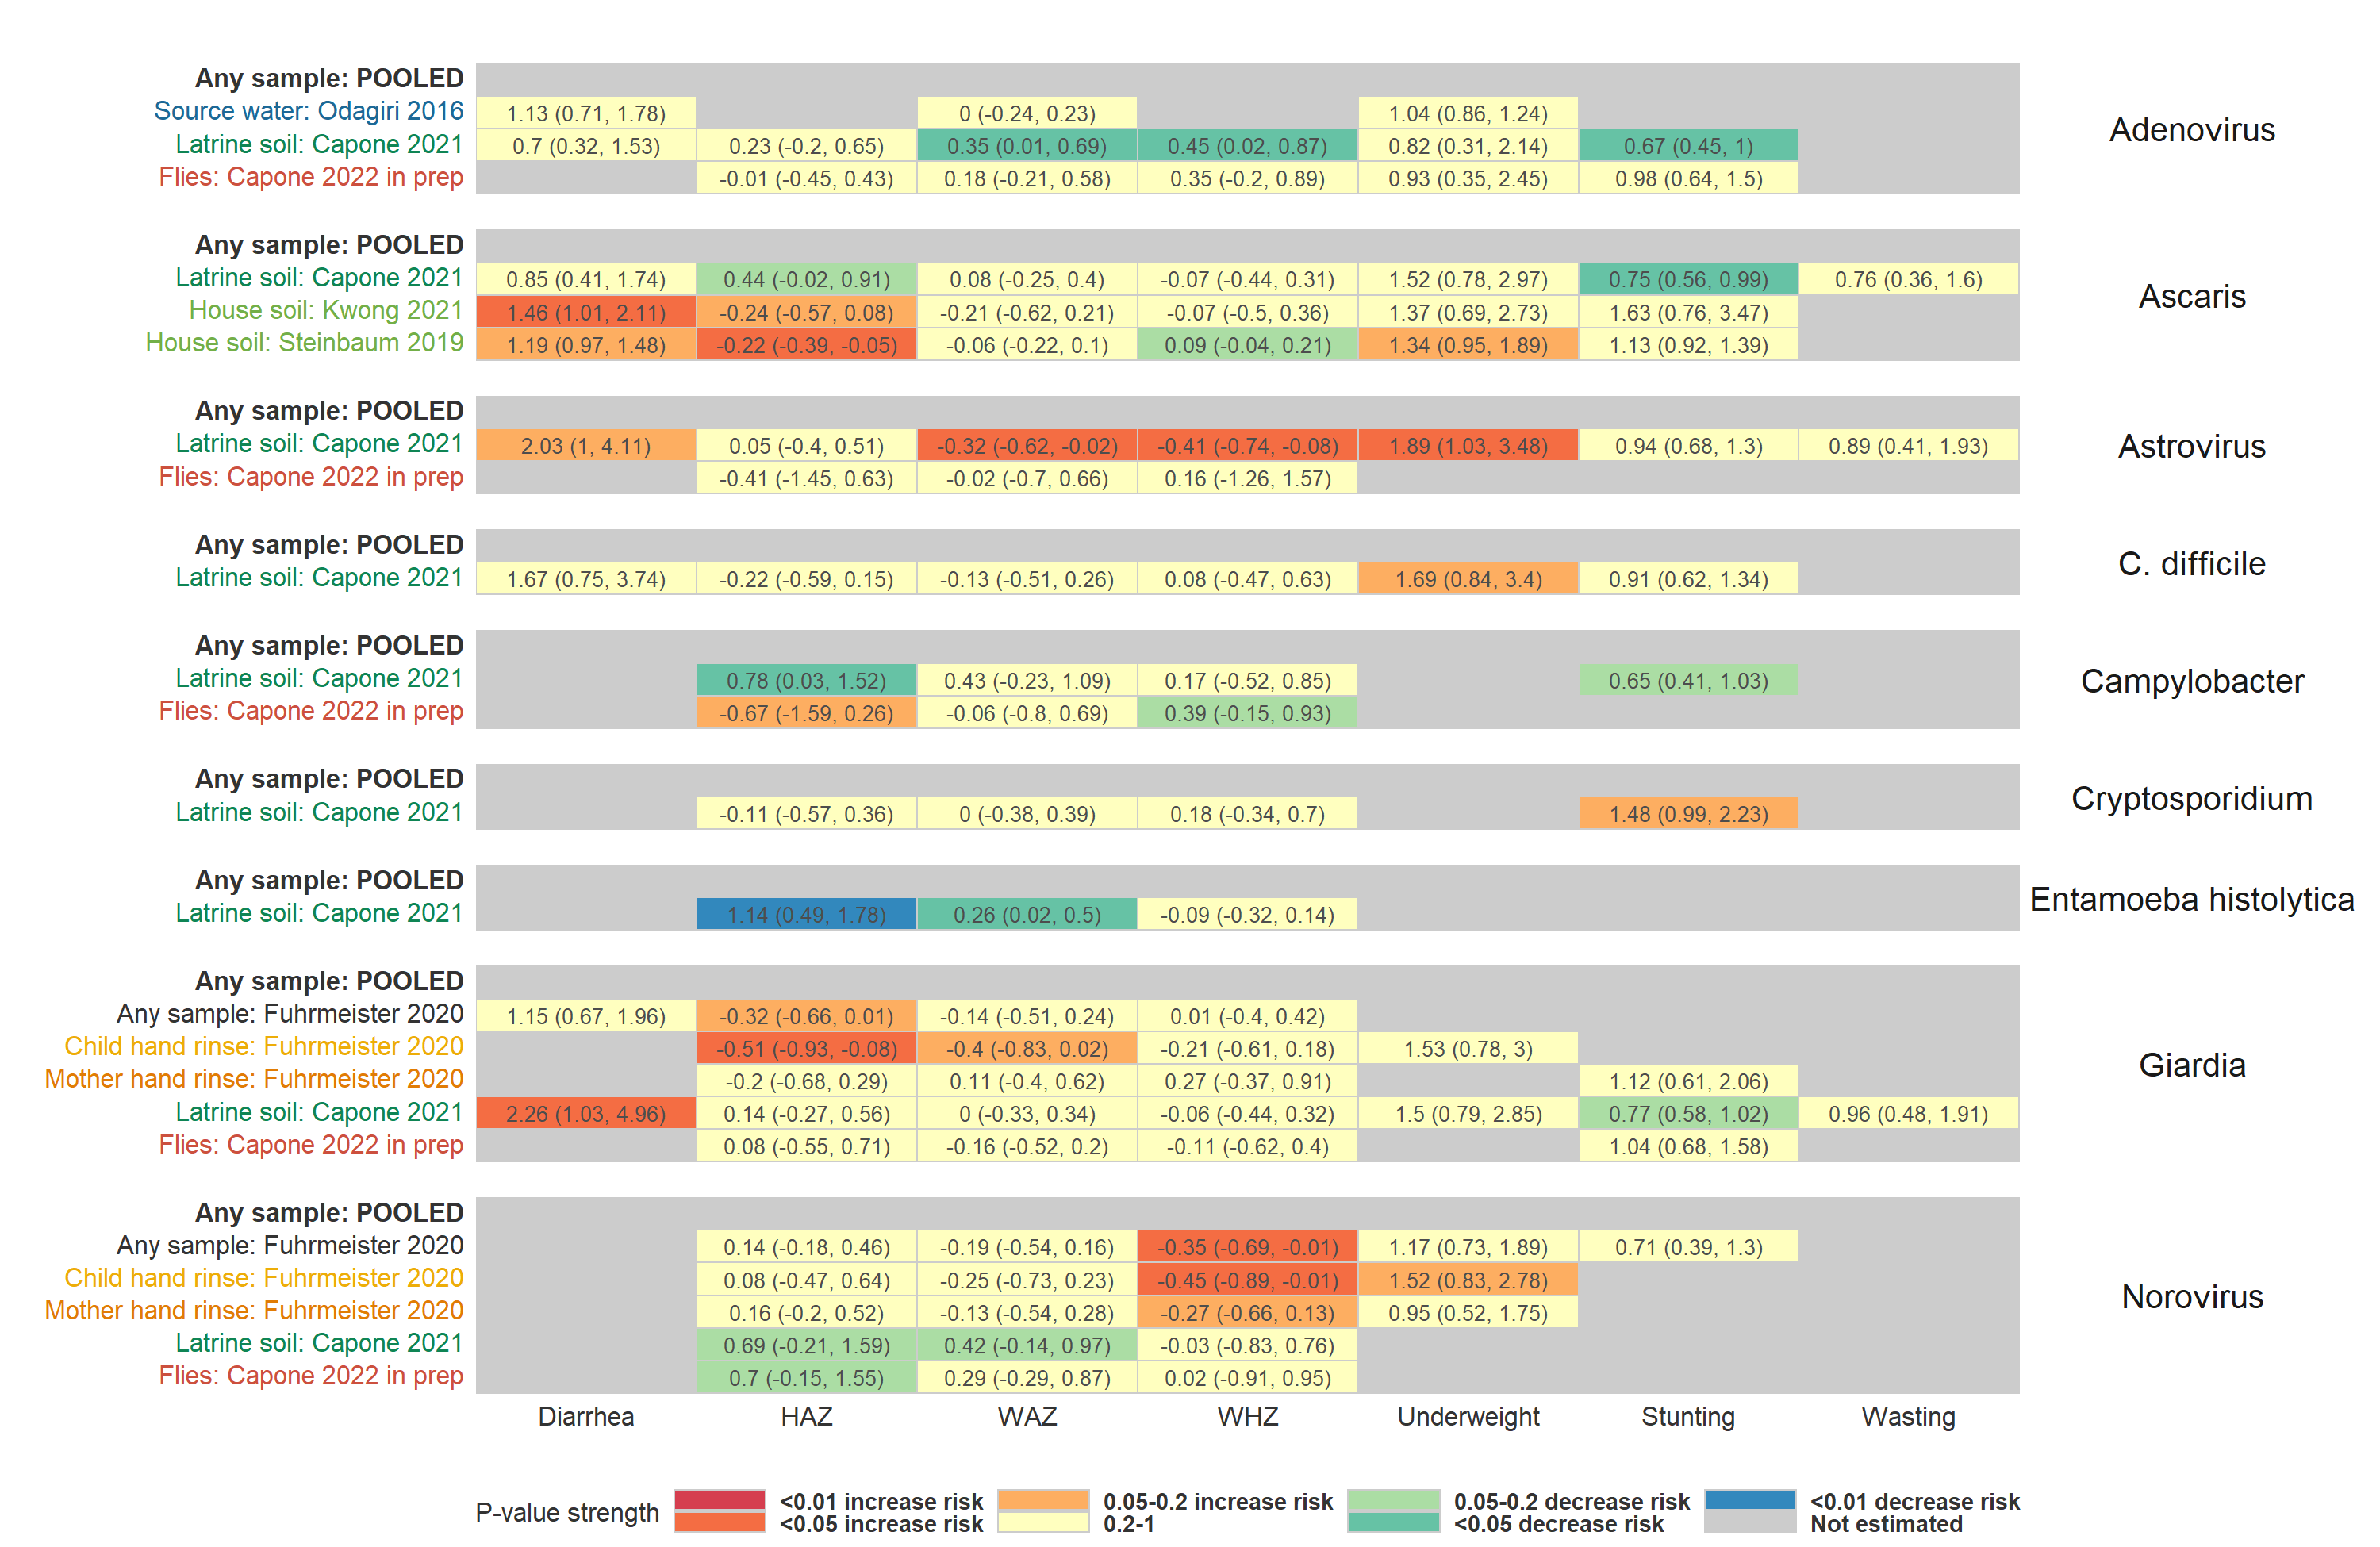 Any sample: POOLED
Source water: Odagiri 2016 1.13 (0.71, 1.78) 0 (-0.24, 0.23) 1.04 (0.86, 1.24)
Latrine soil: Capone 2021 0.7 (0.32, 1.53) 0.23 (-0.2, 0.65) 0.35 (0.01, 0.69) 0.45 (0.02, 0.87) 0.82 (0.31, 2.14) 0.67 (0.45, 1)
Flies: Capone 2022 in prep -0.01 (-0.45, 0.43) 0.18 (-0.21, 0.58) 0.35 (-0.2, 0.89) 0.93 (0.35, 2.45) 0.98 (0.64, 1.5)
Adenovirus
Any sample: POOLED
Latrine soil: Capone 2021 0.85 (0.41, 1.74) 0.44 (-0.02, 0.91) 0.08 (-0.25, 0.4) -0.07 (-0.44, 0.31) 1.52 (0.78, 2.97) 0.75 (0.56, 0.99) 0.76 (0.36, 1.6)
House soil: Kwong 2021 1.46 (1.01, 2.11) -0.24 (-0.57, 0.08) -0.21 (-0.62, 0.21) -0.07 (-0.5, 0.36) 1.37 (0.69, 2.73) 1.63 (0.76, 3.47)
House soil: Steinbaum 2019 1.19 (0.97, 1.48) -0.22 (-0.39, -0.05) -0.06 (-0.22, 0.1) 0.09 (-0.04, 0.21) 1.34 (0.95, 1.89) 1.13 (0.92, 1.39)
Ascaris
Any sample: POOLED
Latrine soil: Capone 2021 2.03 (1, 4.11) 0.05 (-0.4, 0.51) -0.32 (-0.62, -0.02) -0.41 (-0.74, -0.08) 1.89 (1.03, 3.48) 0.94 (0.68, 1.3) 0.89 (0.41, 1.93)
Flies: Capone 2022 in prep -0.41 (-1.45, 0.63) -0.02 (-0.7, 0.66) 0.16 (-1.26, 1.57)
Astrovirus
Any sample: POOLED
Latrine soil: Capone 2021 1.67 (0.75, 3.74) -0.22 (-0.59, 0.15) -0.13 (-0.51, 0.26) 0.08 (-0.47, 0.63) 1.69 (0.84, 3.4) 0.91 (0.62, 1.34)
C. difficile
Any sample: POOLED
Latrine soil: Capone 2021 0.78 (0.03, 1.52) 0.43 (-0.23, 1.09) 0.17 (-0.52, 0.85) 0.65 (0.41, 1.03)
Flies: Capone 2022 in prep -0.67 (-1.59, 0.26) -0.06 (-0.8, 0.69) 0.39 (-0.15, 0.93)
Campylobacter
Any sample: POOLED
Latrine soil: Capone 2021 -0.11 (-0.57, 0.36) 0 (-0.38, 0.39) 0.18 (-0.34, 0.7) 1.48 (0.99, 2.23)
Cryptosporidium
Any sample: POOLED
Latrine soil: Capone 2021 1.14 (0.49, 1.78) 0.26 (0.02, 0.5) -0.09 (-0.32, 0.14)
Entamoeba histolytica
Any sample: POOLED
Any sample: Fuhrmeister 2020 1.15 (0.67, 1.96) -0.32 (-0.66, 0.01) -0.14 (-0.51, 0.24) 0.01 (-0.4, 0.42)
Child hand rinse: Fuhrmeister 2020 -0.51 (-0.93, -0.08) -0.4 (-0.83, 0.02) -0.21 (-0.61, 0.18) 1.53 (0.78, 3)
Mother hand rinse: Fuhrmeister 2020 -0.2 (-0.68, 0.29) 0.11 (-0.4, 0.62) 0.27 (-0.37, 0.91) 1.12 (0.61, 2.06)
Latrine soil: Capone 2021 2.26 (1.03, 4.96) 0.14 (-0.27, 0.56) 0 (-0.33, 0.34) -0.06 (-0.44, 0.32) 1.5 (0.79, 2.85) 0.77 (0.58, 1.02) 0.96 (0.48, 1.91)
Flies: Capone 2022 in prep 0.08 (-0.55, 0.71) -0.16 (-0.52, 0.2) -0.11 (-0.62, 0.4) 1.04 (0.68, 1.58)
Giardia
Any sample: POOLED
Any sample: Fuhrmeister 2020 0.14 (-0.18, 0.46) -0.19 (-0.54, 0.16) -0.35 (-0.69, -0.01) 1.17 (0.73, 1.89) 0.71 (0.39, 1.3)
Child hand rinse: Fuhrmeister 2020 0.08 (-0.47, 0.64) -0.25 (-0.73, 0.23) -0.45 (-0.89, -0.01) 1.52 (0.83, 2.78)
Mother hand rinse: Fuhrmeister 2020 0.16 (-0.2, 0.52) -0.13 (-0.54, 0.28) -0.27 (-0.66, 0.13) 0.95 (0.52, 1.75)
Latrine soil: Capone 2021 0.69 (-0.21, 1.59) 0.42 (-0.14, 0.97) -0.03 (-0.83, 0.76)
Flies: Capone 2022 in prep 0.7 (-0.15, 1.55) 0.29 (-0.29, 0.87) 0.02 (-0.91, 0.95)
Norovirus
Diarrhea HAZ WAZ WHZ Underweight Stunting Wasting
P-value strength
<0.01 increase risk 0.05-0.2 increase risk 0.05-0.2 decrease risk <0.01 decrease risk
<0.05 increase risk 0.2-1 <0.05 decrease risk Not estimated